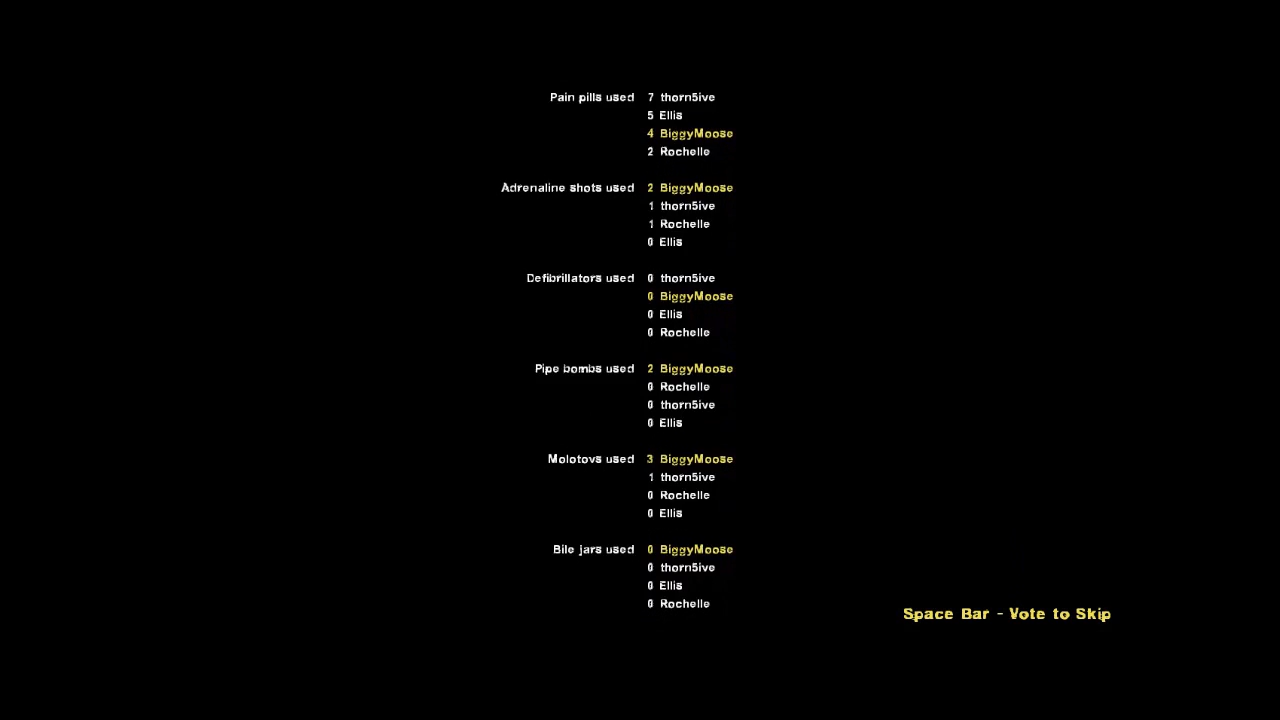 Pain pills used 7 thorn5ive
5 Ellis
4 BiggyMoose
2 Rochelle
Adrenaline shots used 2 BiggyMoose
1 thorn5ive
1 Rochelle
0 Ellis
Defibrillators used 0 thorn5ive
0 BiggyMoose
0 Ellis
0 Rochelle
Pipe bombs used 2 BiggyMoose
0 Rochelle
0 thorn5ive
0 Ellis
Molotovs used 3 BiggyMoose
1 thorn5ive
0 Rochelle
0 Ellis
Bile jars used 0 BiggyMoose
0 thorn5ive
0 Ellis
0 Rochelle
Space Bar - Vote to Skip